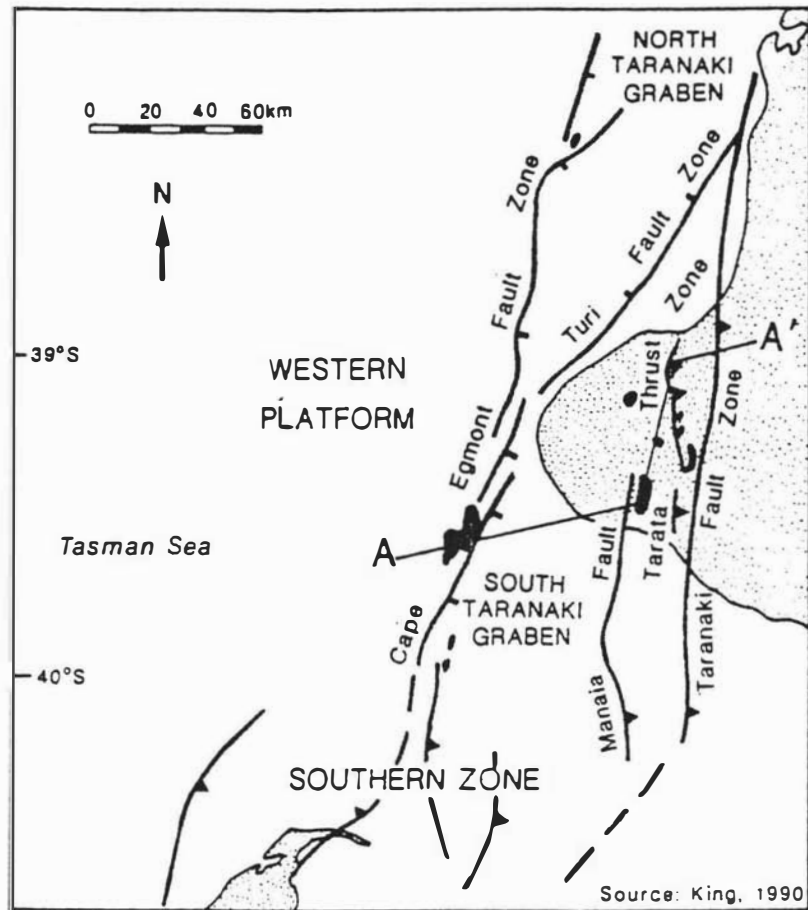 NORTH
TARANAKI
GRABEN
0 20 40 60km
N
Zone
Zone
Fault
Turi
Zone
Fault
39°S
WESTERN
PLATFORM
Egmont
Thrust
A'
Zone
Tasman Sea
A
Fault
Tarata
Fault
SOUTH
TARANAKI
GRABEN
Cape
Taranaki
Manaia
40°S
SOUTHERN ZONE
Source: King, 1990